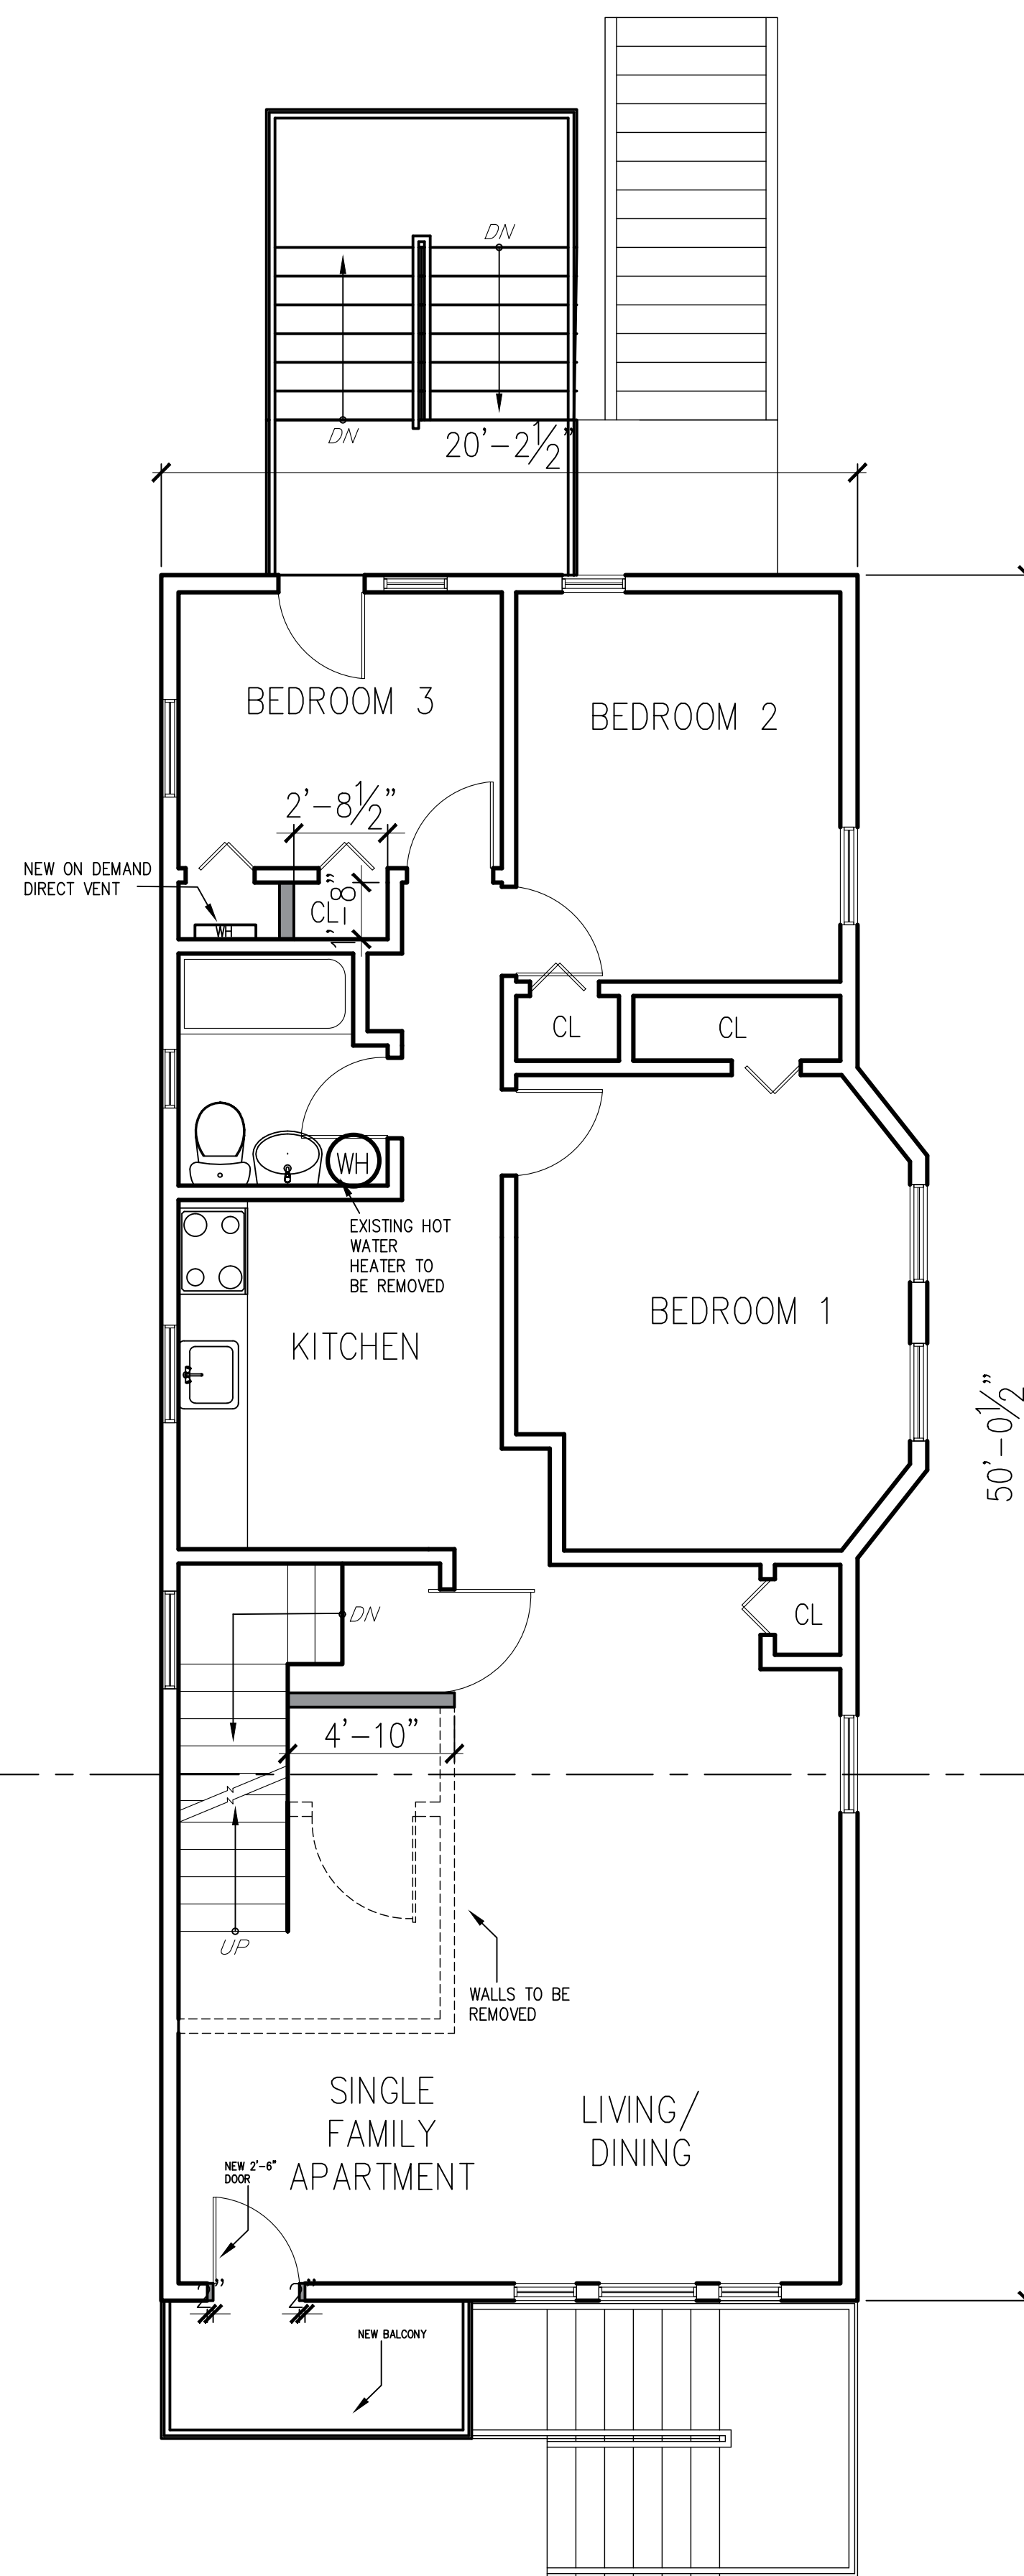 DN
DN
20'-2½"
BEDROOM 3
BEDROOM 2
2'-8½"
NEW ON DEMAND
DIRECT VENT
1'-8"
CL
WH
CL
CL
WH
EXISTING HOT
WATER
HEATER TO
BE REMOVED
BEDROOM 1
KITCHEN
50'-0½"
DN
CL
4'-10"
UP
WALLS TO BE
REMOVED
SINGLE
FAMILY
APARTMENT
LIVING/
DINING
NEW 2'-6"
DOOR
2"
2"
NEW BALCONY